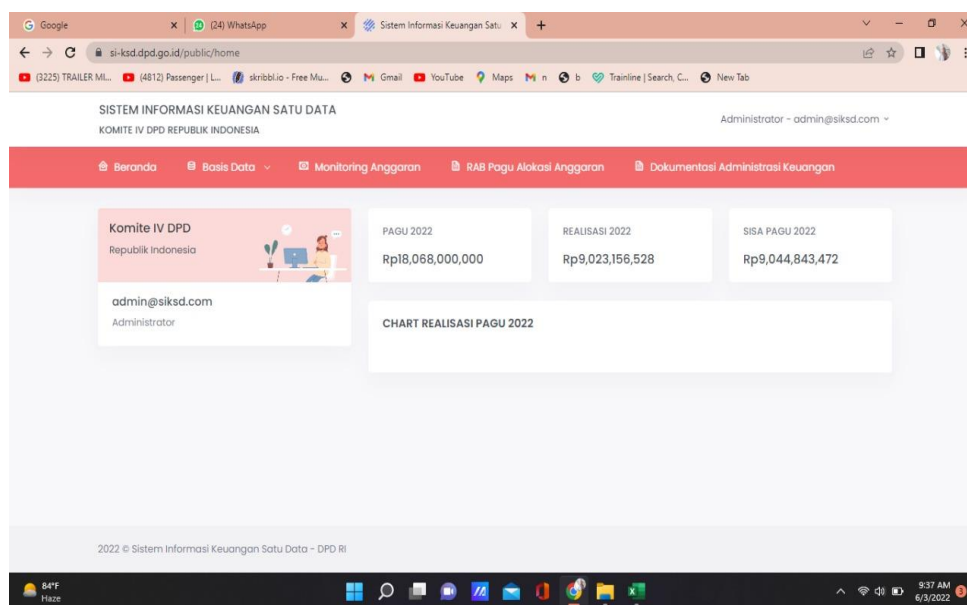 Google
(24) WhatsApp
Sistem Informasi Keuangan Satu
si-ksd.dpd.go.id/public/home
(3225) TRAILER MI...
(4812) Passenger | L...
skribbl.io - Free Mu...
Gmail
YouTube
Maps
n
b
Trainline | Search, C...
New Tab
SISTEM INFORMASI KEUANGAN SATU DATA
KOMITE IV DPD REPUBLIK INDONESIA
Administrator - admin@siksd.com
Beranda
Basis Data
Monitoring Anggaran
RAB Pagu Alokasi Anggaran
Dokumentasi Administrasi Keuangan
Komite IV DPD
Republik Indonesia
admin@siksd.com
Administrator
PAGU 2022
Rp18,068,000,000
REALISASI 2022
Rp9,023,156,528
SISA PAGU 2022
Rp9,044,843,472
CHART REALISASI PAGU 2022
2022 © Sistem Informasi Keuangan Satu Data - DPD RI
84°F
Haze
9:37 AM
6/3/2022
3